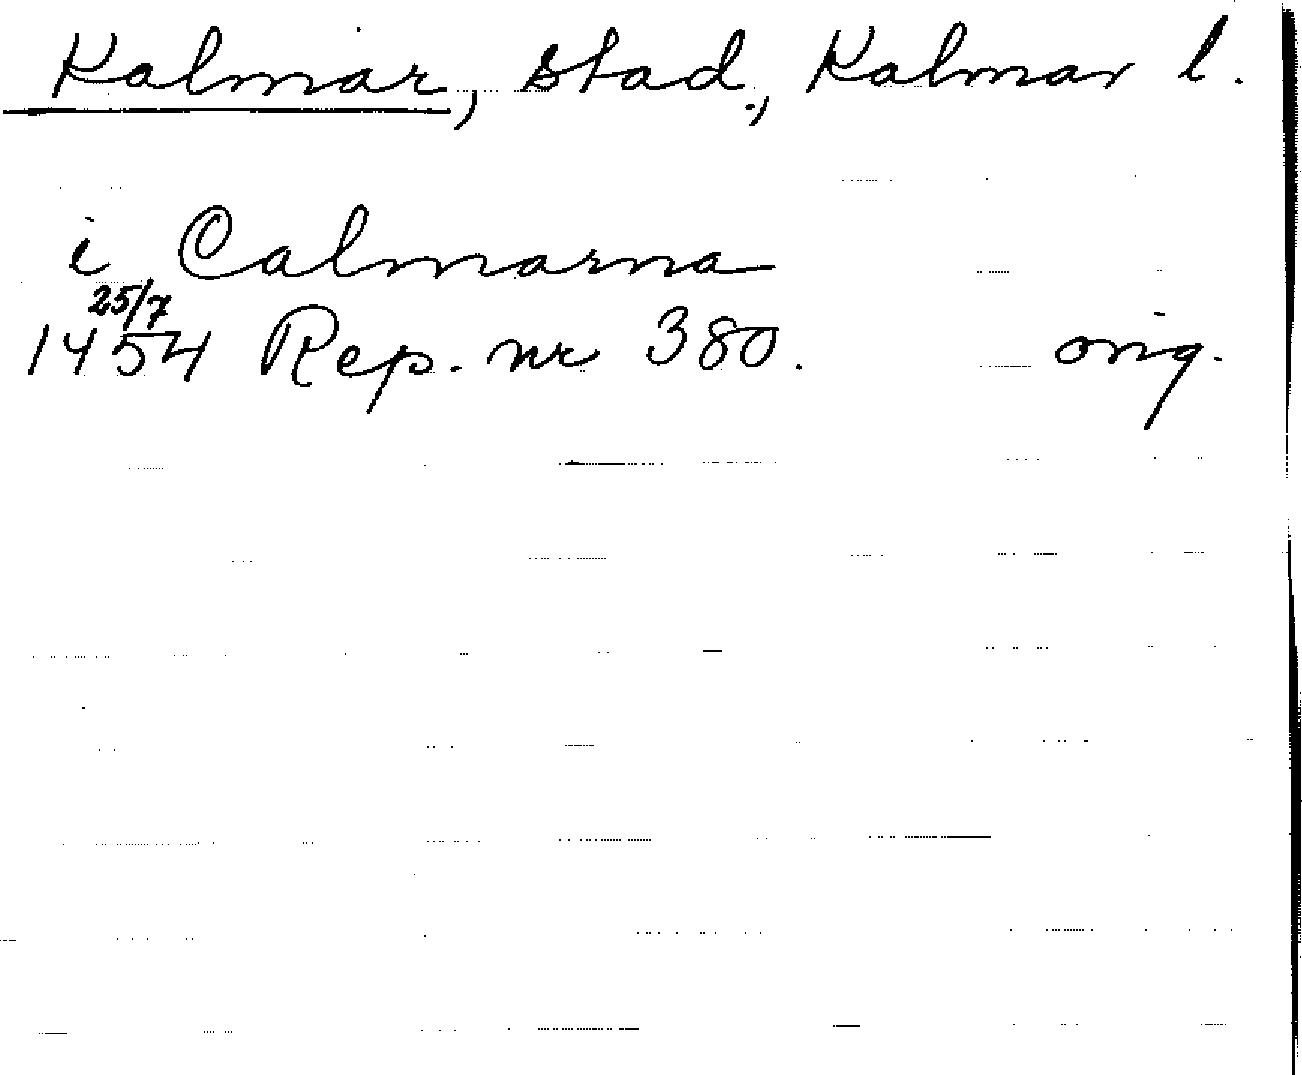 Kalmar, stad., Kalmar l.
i Calmarna
25/7
1454 Rep. nr 380. orig.